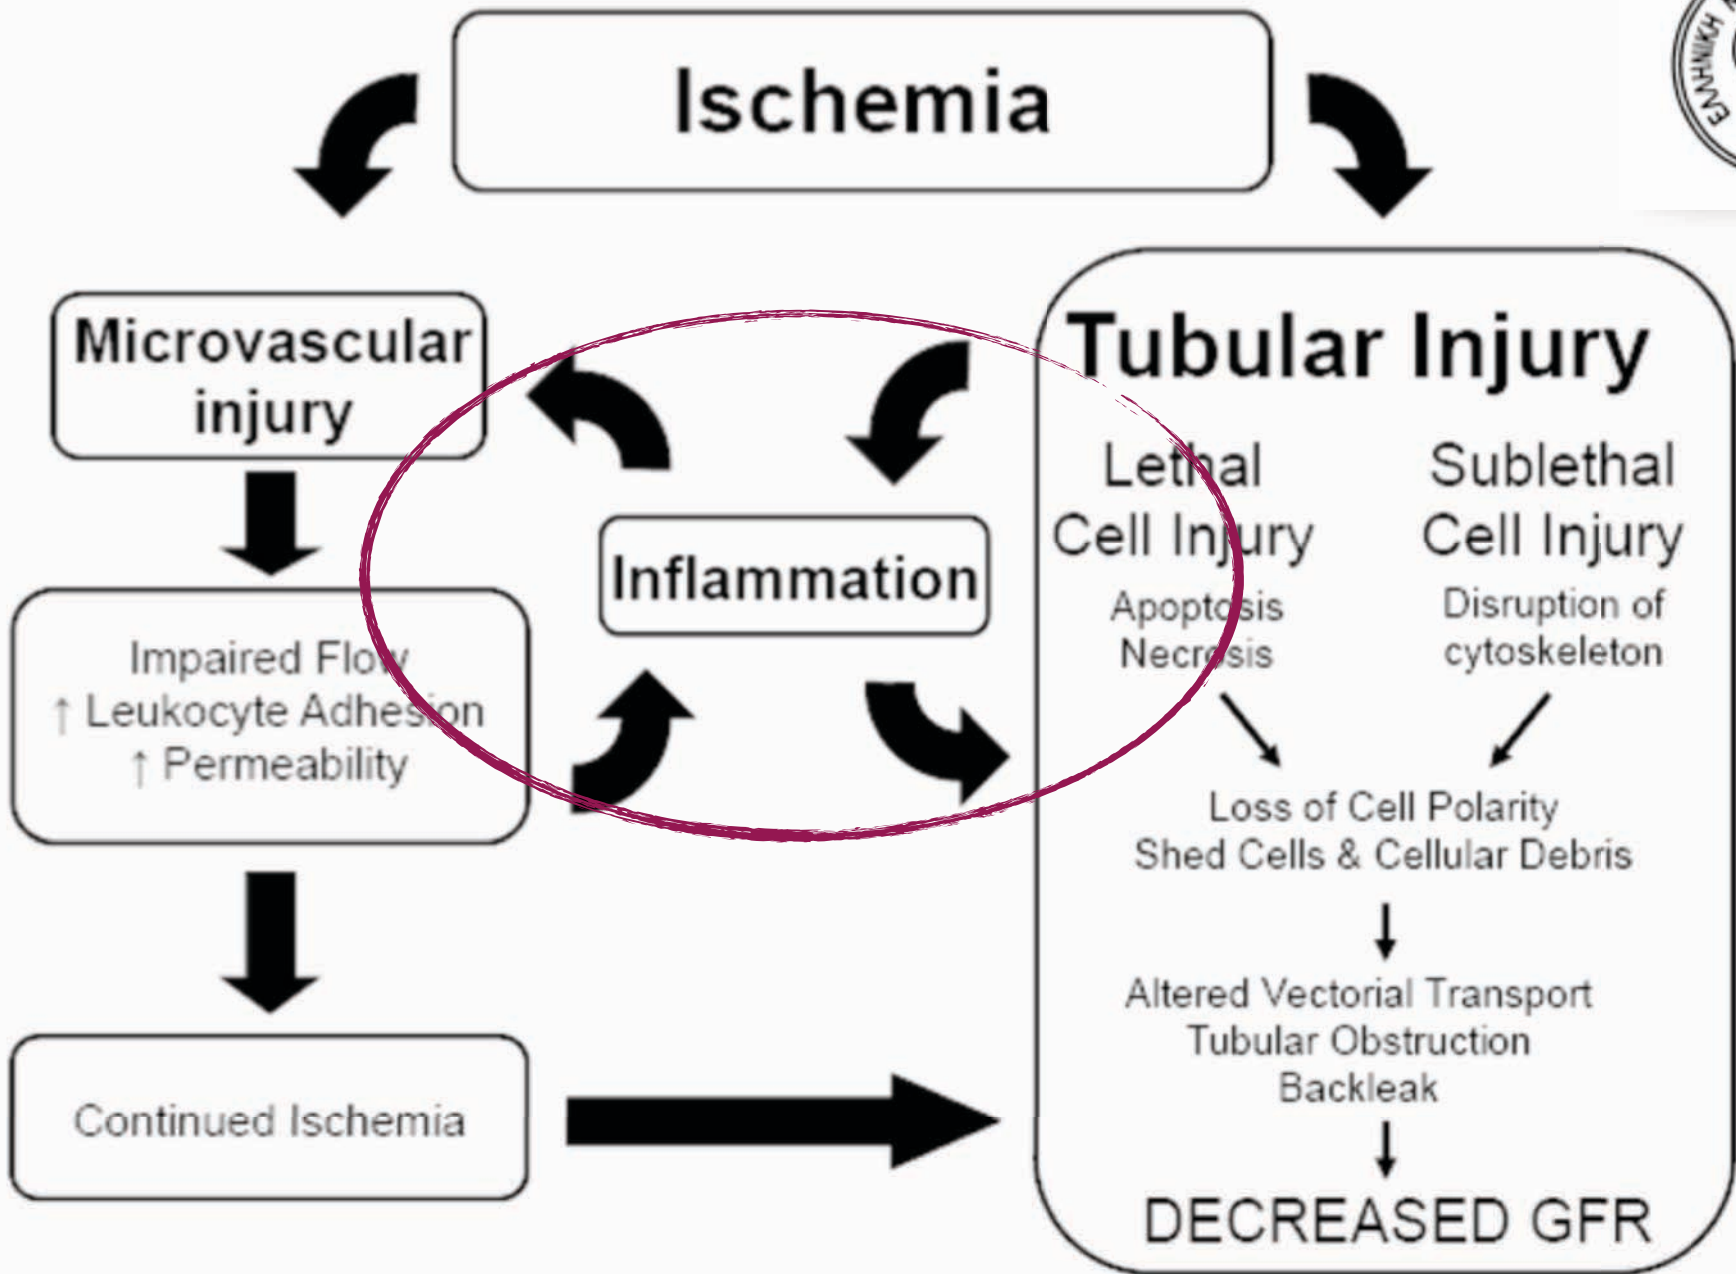 Ischemia
ΕΛΛΗΝΙΚΗ
Microvascular
injury
Impaired Flow
↑ Leukocyte Adhesion
↑ Permeability
Continued Ischemia
Inflammation
Tubular Injury
Lethal
Cell Injury
Apoptosis
Necrosis
Sublethal
Cell Injury
Disruption of
cytoskeleton
Loss of Cell Polarity
Shed Cells & Cellular Debris
Altered Vectorial Transport
Tubular Obstruction
Backleak
DECREASED GFR